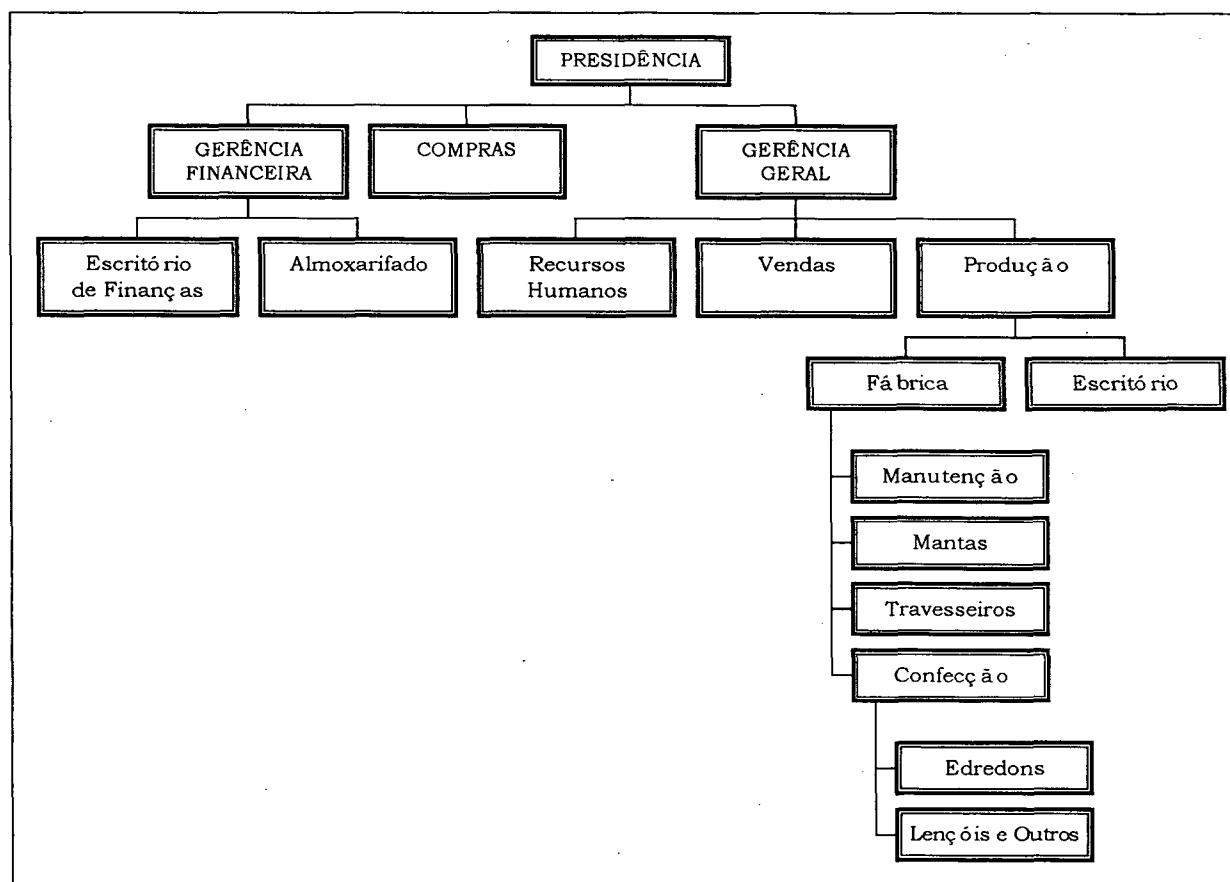 PRESIDÊNCIA
GERÊNCIA
FINANCEIRA
COMPRAS
GERÊNCIA
GERAL
Escritório
de Finanças
Almoxarifado
Recursos
Humanos
Vendas
Produção
Fábrica
Escritório
Manutenção
Mantas
Travesseiros
Confecção
Edredons
Lençóis e Outros